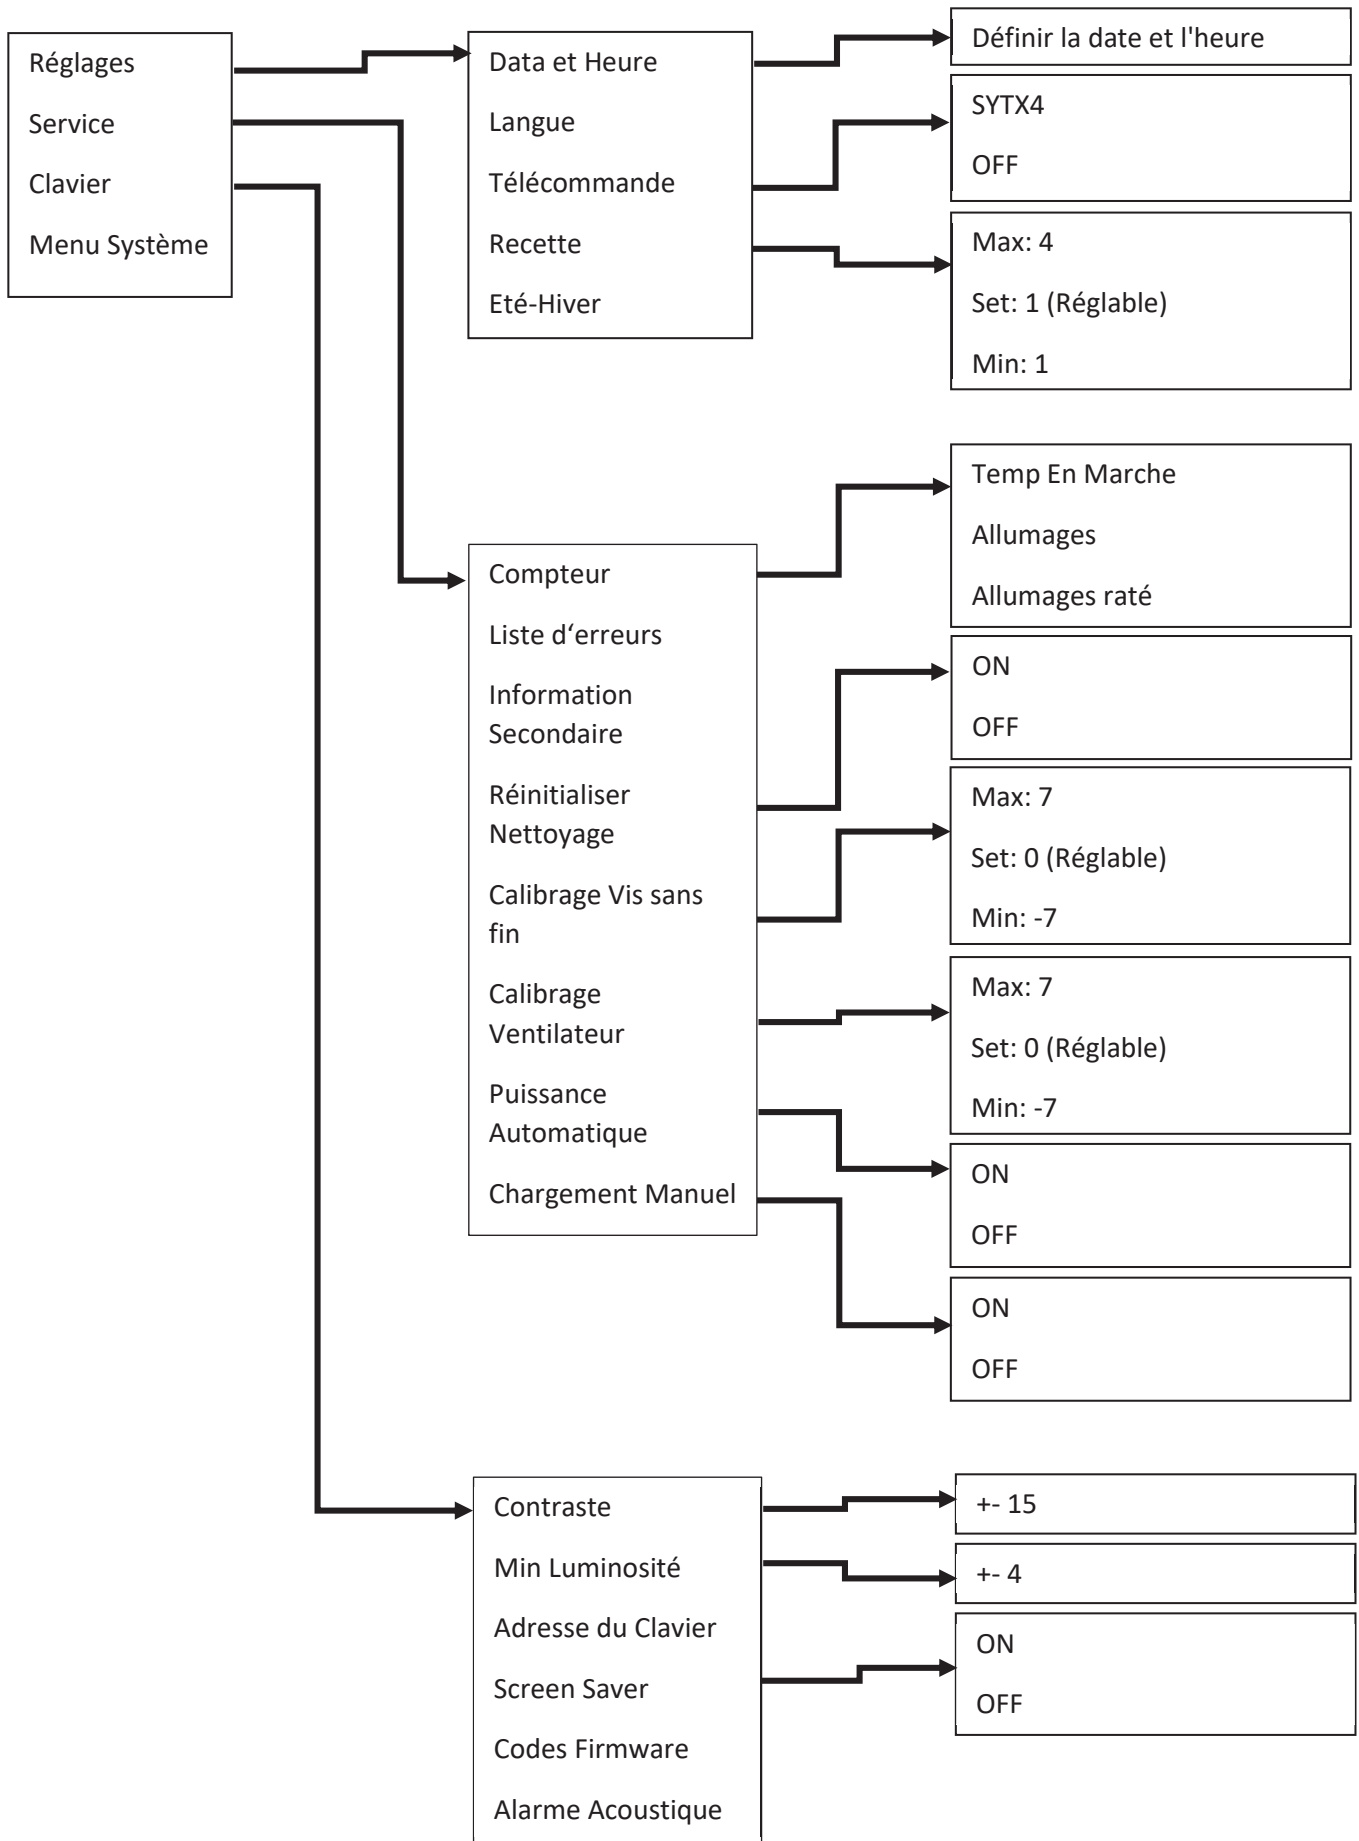 Réglages
Service
Clavier
Menu Système
Data et Heure
Langue
Télécommande
Recette
Eté-Hiver
Définir la date et l'heure
SYTX4
OFF
Max: 4
Set: 1 (Réglable)
Min: 1
Compteur
Liste d‘erreurs
Information
Secondaire
Réinitialiser
Nettoyage
Calibrage Vis sans
fin
Calibrage
Ventilateur
Puissance
Automatique
Chargement Manuel
Temp En Marche
Allumages
Allumages raté
ON
OFF
Max: 7
Set: 0 (Réglable)
Min: -7
Max: 7
Set: 0 (Réglable)
Min: -7
ON
OFF
ON
OFF
Contraste
Min Luminosité
Adresse du Clavier
Screen Saver
Codes Firmware
Alarme Acoustique
+- 15
+- 4
ON
OFF